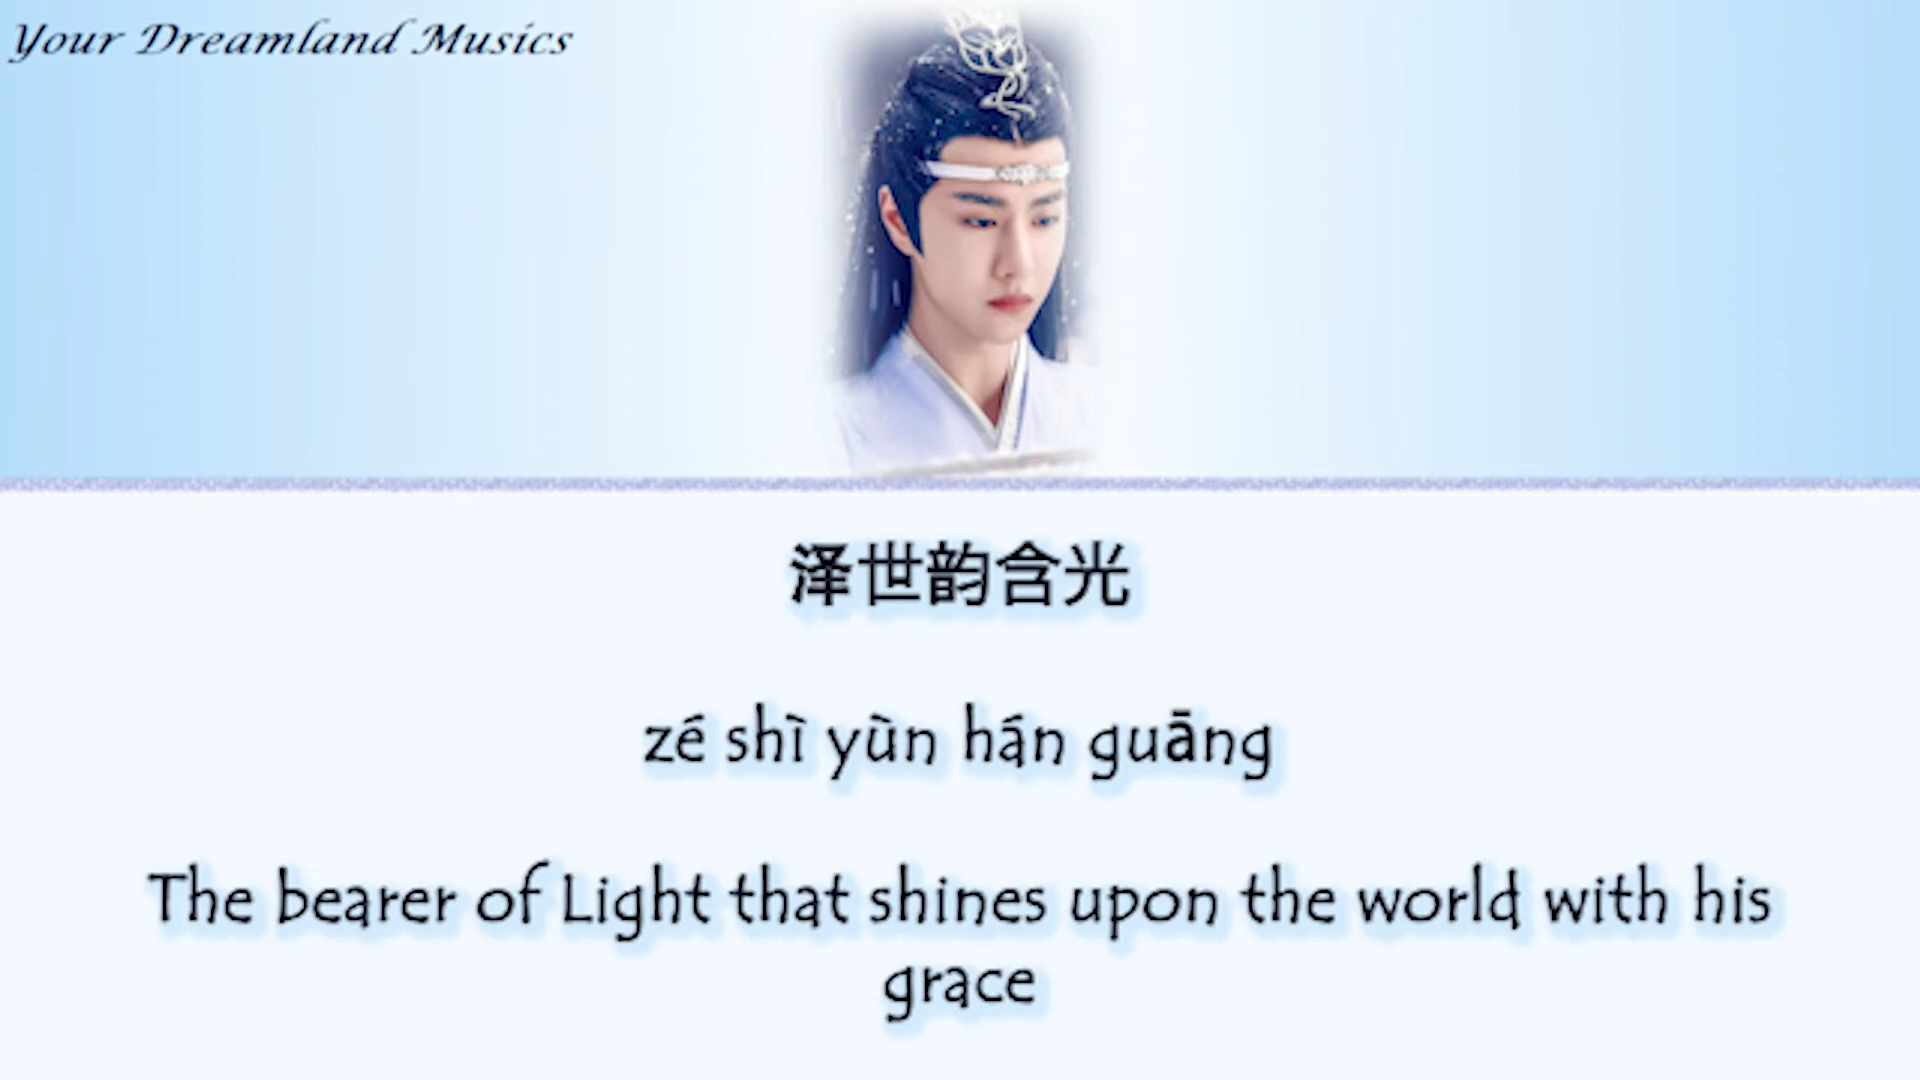 Your Dreamland Musics
泽世韵含光
zé shì yùn hán guāng
The bearer of Light that shines upon the world with his
grace